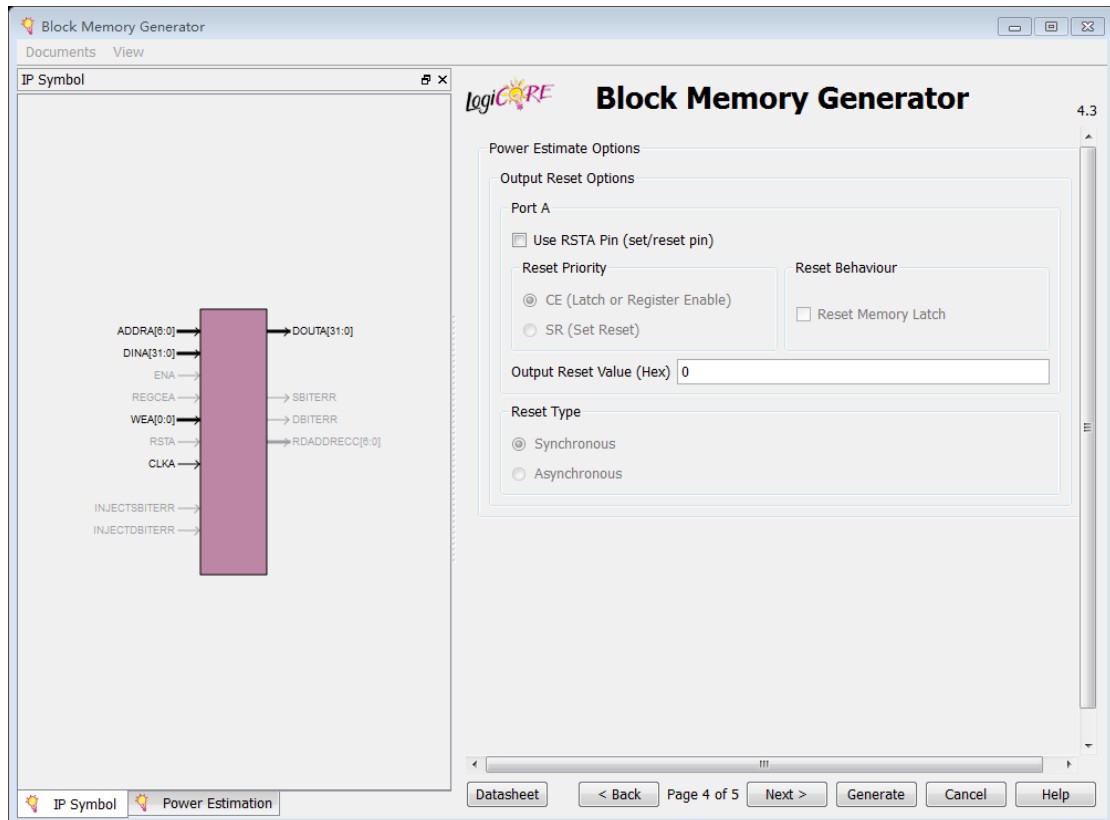 Block Memory Generator
Documents View
IP Symbol
LogiCORE
Block Memory Generator
4.3
Power Estimate Options
Output Reset Options
Port A
Use RSTA Pin (set/reset pin)
Reset Priority
CE (Latch or Register Enable)
SR (Set Reset)
Reset Behaviour
Reset Memory Latch
Output Reset Value (Hex) 0
Reset Type
Synchronous
Asynchronous
ADDRA[6:0]
DINA[31:0]
ENA
REGCEA
WEA[0:0]
RSTA
CLKA
INJECTSBITERR
INJECTDBITERR
DOUTA[31:0]
SBITERR
DBITERR
RDADDRECC[6:0]
IP Symbol Power Estimation
Datasheet < Back Page 4 of 5 Next > Generate Cancel Help